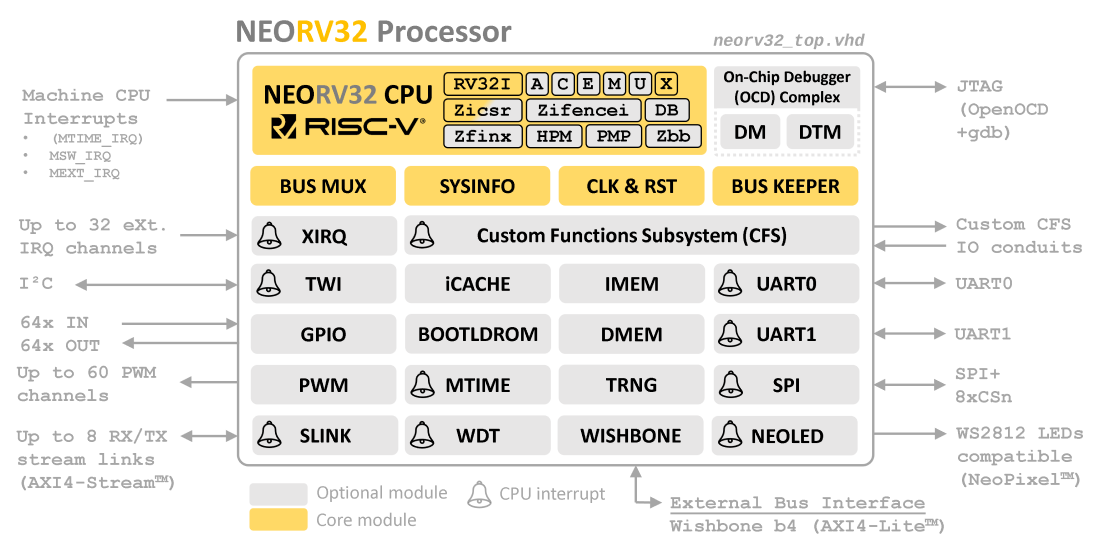 NEORV32 Processor
neorv32_top.vhd
NEORV32 CPU
RISC-V®
RV32I A C E M U X
Zicsr Zifencei DB
Zfinx HPM PMP Zbb
On-Chip Debugger
(OCD) Complex
DM DTM
BUS MUX SYSINFO CLK & RST BUS KEEPER
XIRQ Custom Functions Subsystem (CFS)
TWI iCACHE IMEM UART0
GPIO BOOTLDROM DMEM UART1
PWM MTIME TRNG SPI
SLINK WDT WISHBONE NEOLED
Machine CPU
Interrupts
• (MTIME_IRQ)
• MSW_IRQ
• MEXT_IRQ
Up to 32 eXt.
IRQ channels
I²C
64x IN
64x OUT
Up to 60 PWM
channels
Up to 8 RX/TX
stream links
(AXI4-Stream™)
JTAG
(OpenOCD
+gdb)
Custom CFS
IO conduits
UART0
UART1
SPI+
8xCSn
WS2812 LEDs
compatible
(NeoPixel™)
Optional module CPU interrupt
Core module
External Bus Interface
Wishbone b4 (AXI4-Lite™)